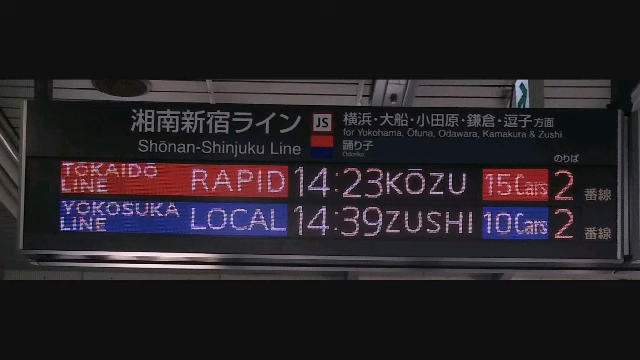 湘南新宿ライン JS 横浜・大船・小田原・鎌倉・逗子方面
for Yokohama, Ōfuna, Odawara, Kamakura & Zushi
Shōnan-Shinjuku Line 踊り子
Odoriko
のりば
TŌKAIDŌ LINE RAPID 14:23 KŌZU 15Cars 2 番線
YOKOSUKA LINE LOCAL 14:39 ZUSHI 10Cars 2 番線